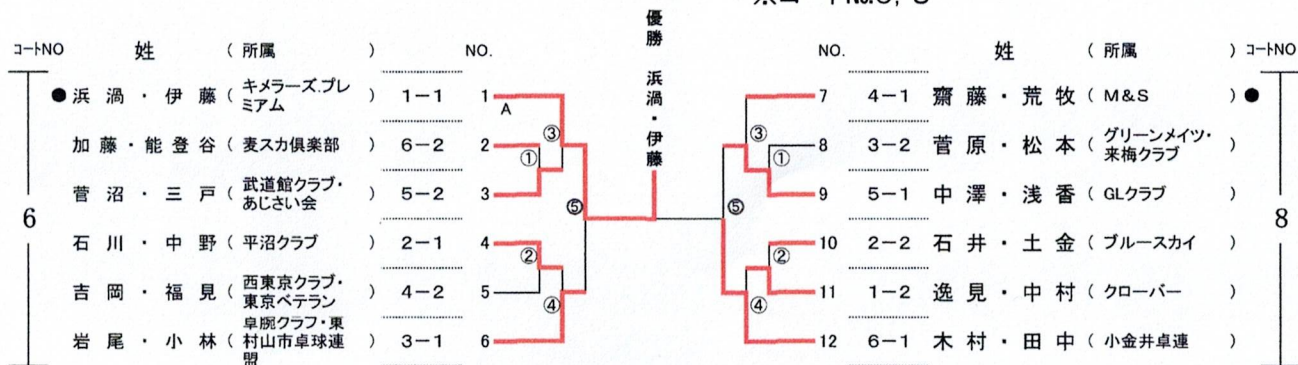 優勝 浜渦・伊藤
コートNO 姓 ( 所属 ) NO.
NO. 姓 ( 所属 ) コートNO
6
● 浜渦・伊藤 ( キメラーズ.プレ
ミアム ) 1-1 1
A
加藤・能登谷 ( 麦スカ倶楽部 ) 6-2 2
菅沼・三戸 ( 武道館クラブ・
あじさい会 ) 5-2 3
石川・中野 ( 平沼クラブ ) 2-1 4
吉岡・福見 ( 西東京クラブ・
東京ベテラン ) 4-2 5
岩尾・小林 ( 卓腕クラブ・東
村山市卓球連
盟 ) 3-1 6
① ③ ⑤ ② ④
③ ① ⑤ ② ④
7 4-1 齋藤・荒牧 ( M&S ) ●
8 3-2 菅原・松本 ( グリーンメイツ・
来梅クラブ )
9 5-1 中澤・浅香 ( GLクラブ )
10 2-2 石井・土金 ( ブルースカイ )
11 1-2 逸見・中村 ( クローバー )
12 6-1 木村・田中 ( 小金井卓連 )
8